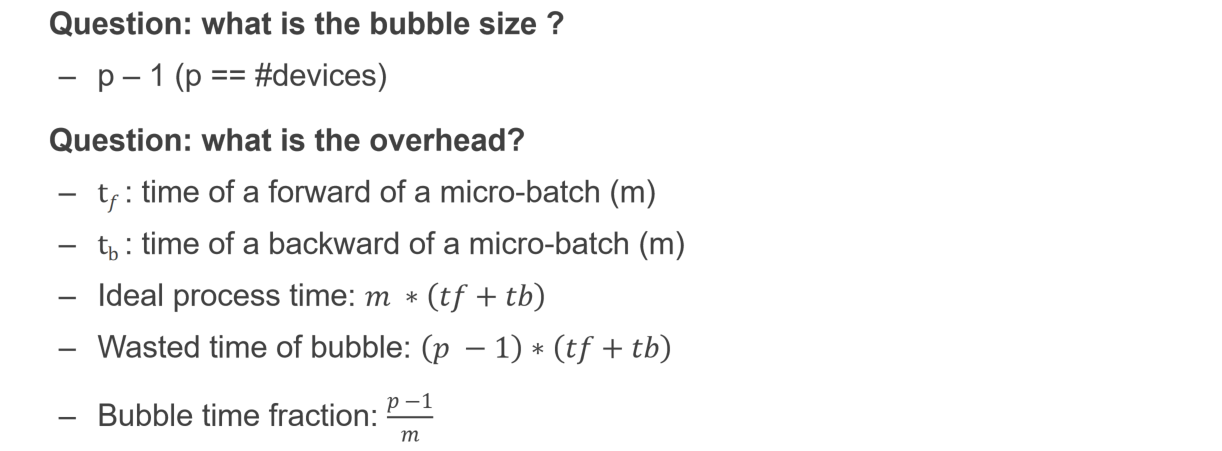 Question: what is the bubble size ?
– p – 1 (p == #devices)
Question: what is the overhead?
– t_f : time of a forward of a micro-batch (m)
– t_b : time of a backward of a micro-batch (m)
– Ideal process time: m ∗ (tf + tb)
– Wasted time of bubble: (p − 1) ∗ (tf + tb)
– Bubble time fraction: \frac{p−1}{m}